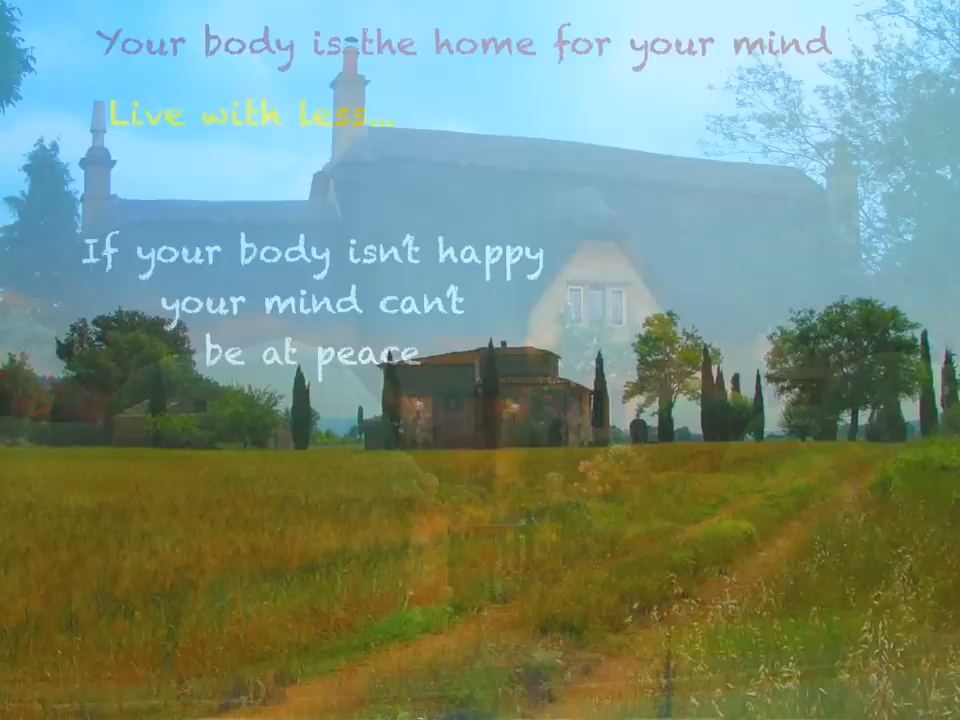 Your body is the home for your mind
Live with less...
If your body isn't happy
your mind can't
be at peace